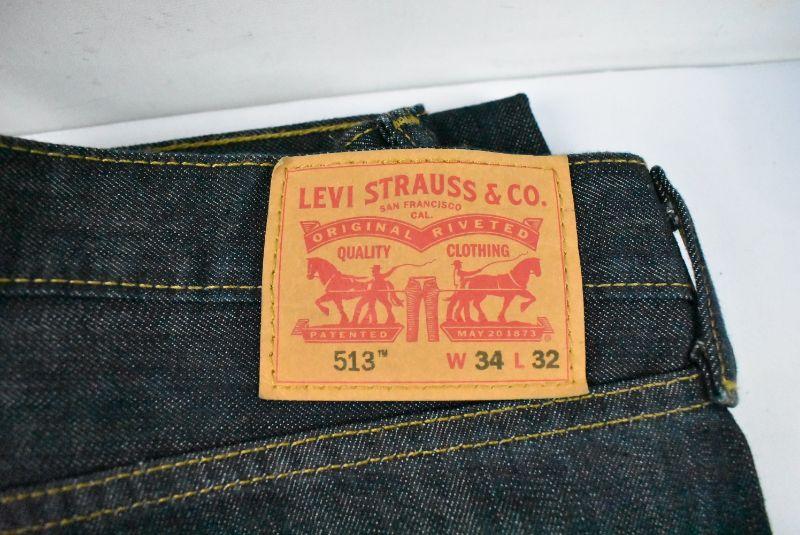 LEVI STRAUSS & CO.
SAN FRANCISCO
CAL.
ORIGINAL RIVETED
QUALITY CLOTHING
PATENTED MAY 20 1873 ®
513™ W 34 L 32